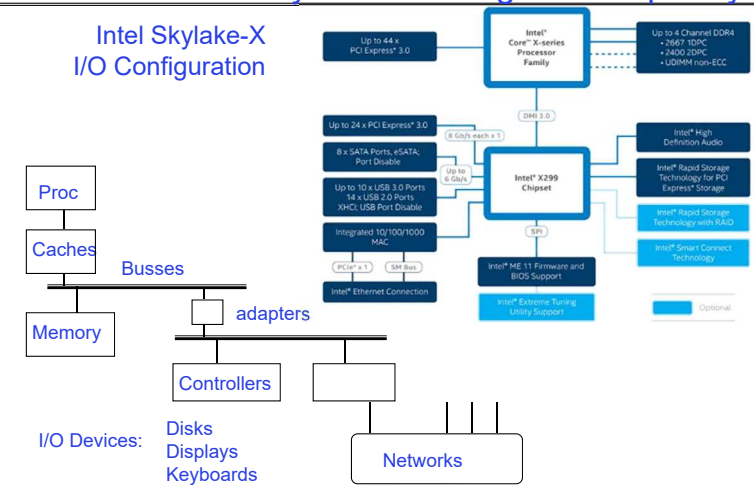 Intel Skylake-X
I/O Configuration
Up to 44 x
PCI Express* 3.0
Intel®
Core™ X-series
Processor
Family
Up to 4 Channel DDR4
• 2667 1DPC
• 2400 2DPC
• UDIMM non-ECC
DMI 3.0
Up to 24 x PCI Express* 3.0
8 Gb/s each x 1
8 x SATA Ports, eSATA;
Port Disable
Up to
6 Gb/s
Up to 10 x USB 3.0 Ports
14 x USB 2.0 Ports
XHCI; USB Port Disable
Integrated 10/100/1000
MAC
PCIe* x 1
SM Bus
Intel® Ethernet Connection
Intel® X299
Chipset
SPI
Intel® ME 11 Firmware and
BIOS Support
Intel® Extreme Tuning
Utility Support
Intel® High
Definition Audio
Intel® Rapid Storage
Technology for PCI
Express* Storage
Intel® Rapid Storage
Technology with RAID
Intel® Smart Connect
Technology
Optional
Proc
Caches
Busses
Memory
adapters
Controllers
I/O Devices:
Disks
Displays
Keyboards
Networks